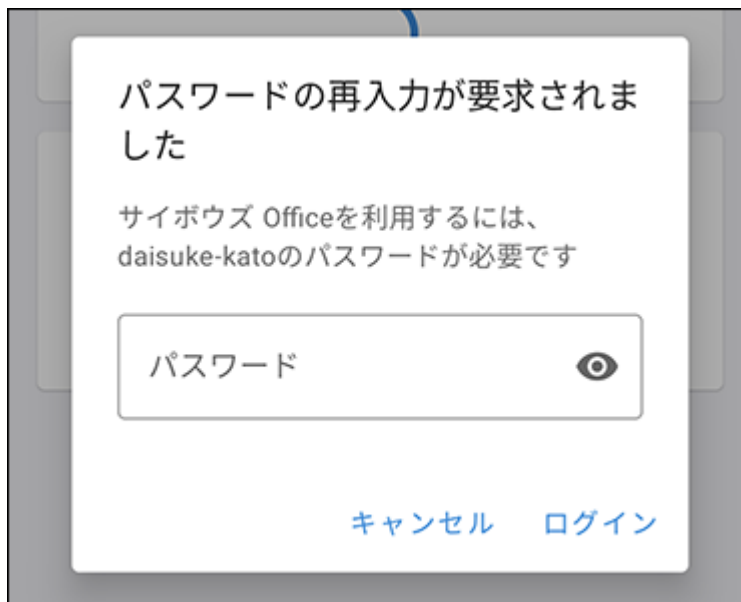 パスワードの再入力が要求されま
した
サイボウズ Officeを利用するには、
daisuke-katoのパスワードが必要です
パスワード
キャンセル ログイン